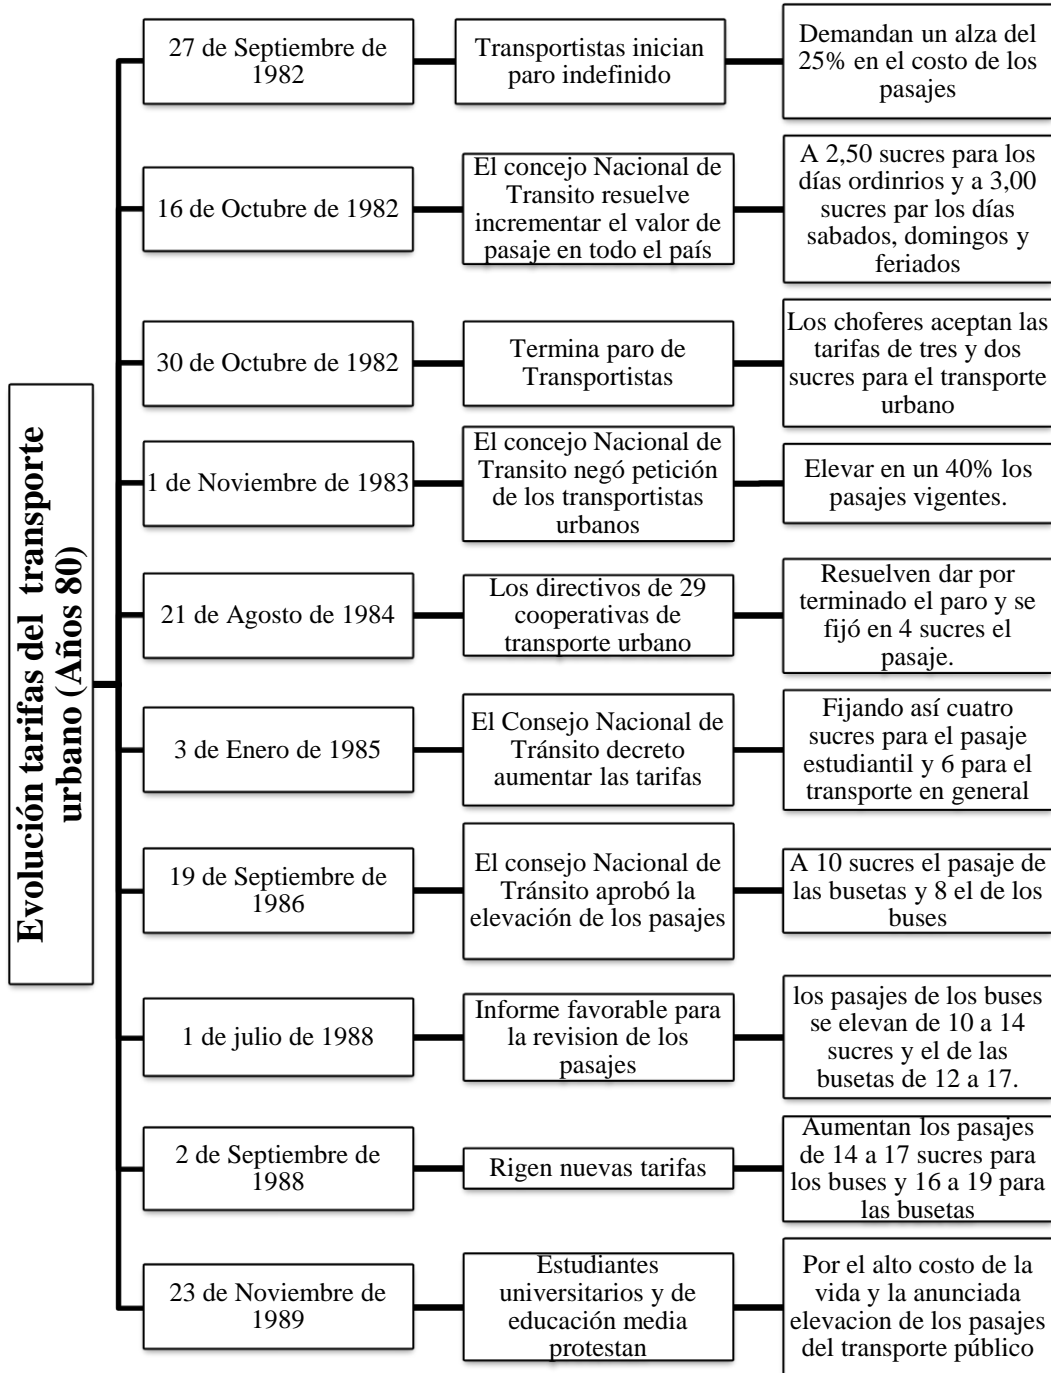 Evolución tarifas del transporte
urbano (Años 80)
27 de Septiembre de
1982
Transportistas inician
paro indefinido
Demandan un alza del
25% en el costo de los
pasajes
16 de Octubre de 1982
El concejo Nacional de
Transito resuelve
incrementar el valor de
pasaje en todo el país
A 2,50 sucres para los
días ordinrios y a 3,00
sucres par los días
sabados, domingos y
feriados
30 de Octubre de 1982
Termina paro de
Transportistas
Los choferes aceptan las
tarifas de tres y dos
sucres para el transporte
urbano
1 de Noviembre de 1983
El concejo Nacional de
Transito negó petición
de los transportistas
urbanos
Elevar en un 40% los
pasajes vigentes.
21 de Agosto de 1984
Los directivos de 29
cooperativas de
transporte urbano
Resuelven dar por
terminado el paro y se
fijó en 4 sucres el
pasaje.
3 de Enero de 1985
El Consejo Nacional de
Tránsito decreto
aumentar las tarifas
Fijando así cuatro
sucres para el pasaje
estudiantil y 6 para el
transporte en general
19 de Septiembre de
1986
El consejo Nacional de
Tránsito aprobó la
elevación de los pasajes
A 10 sucres el pasaje de
las busetas y 8 el de los
buses
1 de julio de 1988
Informe favorable para
la revision de los
pasajes
los pasajes de los buses
se elevan de 10 a 14
sucres y el de las
busetas de 12 a 17.
2 de Septiembre de
1988
Rigen nuevas tarifas
Aumentan los pasajes
de 14 a 17 sucres para
los buses y 16 a 19 para
las busetas
23 de Noviembre de
1989
Estudiantes
universitarios y de
educación media
protestan
Por el alto costo de la
vida y la anunciada
elevacion de los pasajes
del transporte público